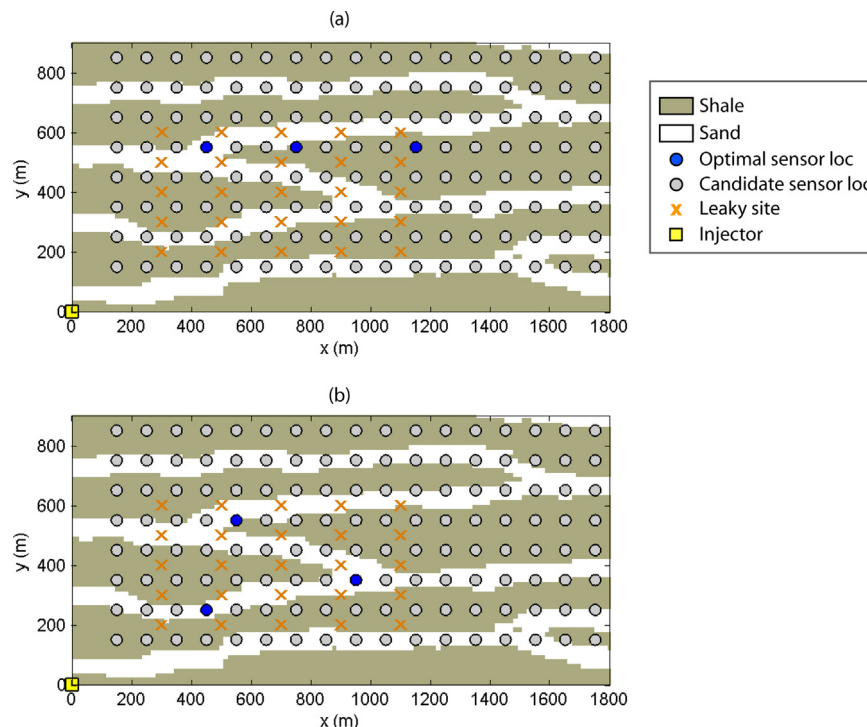 (a)
800
600
400
200
0
y (m)
0 200 400 600 800 1000 1200 1400 1600 1800
x (m)
Shale
Sand
Optimal sensor loc
Candidate sensor loc
Leaky site
Injector
(b)
800
600
400
200
0
y (m)
0 200 400 600 800 1000 1200 1400 1600 1800
x (m)